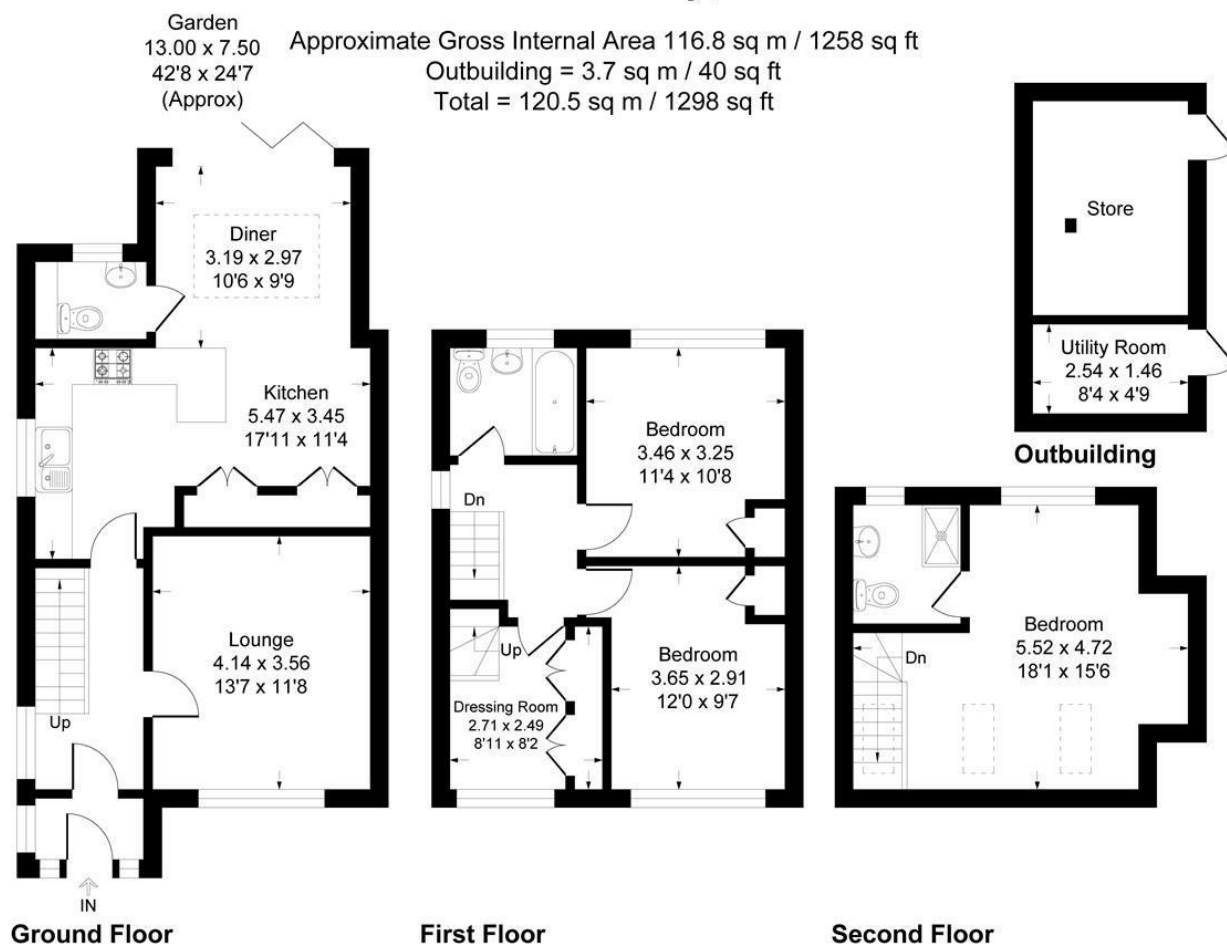 Garden
13.00 x 7.50
42'8 x 24'7
(Approx)
Approximate Gross Internal Area 116.8 sq m / 1258 sq ft
Outbuilding = 3.7 sq m / 40 sq ft
Total = 120.5 sq m / 1298 sq ft
Diner
3.19 x 2.97
10'6 x 9'9
Kitchen
5.47 x 3.45
17'11 x 11'4
Lounge
4.14 x 3.56
13'7 x 11'8
Up
IN
Ground Floor
Bedroom
3.46 x 3.25
11'4 x 10'8
Dn
Up
Bedroom
3.65 x 2.91
12'0 x 9'7
Dressing Room
2.71 x 2.49
8'11 x 8'2
First Floor
Store
Utility Room
2.54 x 1.46
8'4 x 4'9
Outbuilding
Bedroom
5.52 x 4.72
18'1 x 15'6
Dn
Second Floor